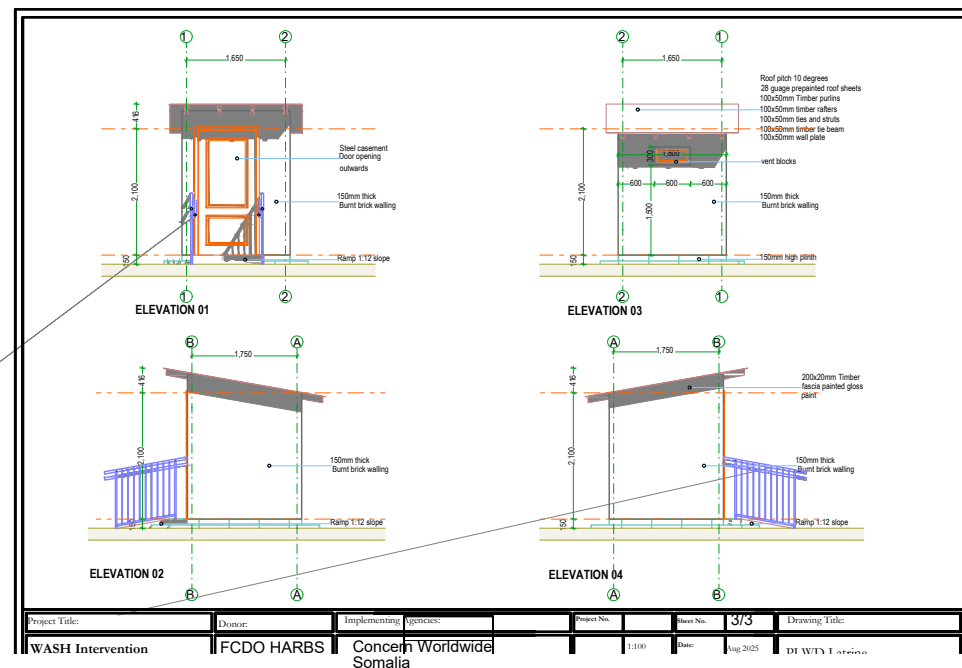 1
2
1,650
416
2,100
150
Steel casement
Door opening
outwards
150mm thick
Burnt brick walling
Ramp 1:12 slope
1
2
ELEVATION 01
2
1
1,650
Roof pitch 10 degrees
28 guage prepainted roof sheets
100x50mm Timber purlins
100x50mm timber rafters
100x50mm ties and struts
100x50mm timber tie beam
100x50mm wall plate
vent blocks
300
1,800
600
600
600
2,100
1,500
150mm thick
Burnt brick walling
150
150mm high plinth
2
1
ELEVATION 03
B
A
1,750
416
2,100
150mm thick
Burnt brick walling
Ramp 1:12 slope
ELEVATION 02
B
A
A
B
1,750
416
200x20mm Timber
fascia painted gloss
paint
2,100
150mm thick
Burnt brick walling
150
Ramp 1:12 slope
ELEVATION 04
A
B
Project Title:
Donor:
Implementing Agencies:
Project No.
Sheet No.
3/3
Drawing Title:
WASH Intervention
FCDO HARBS
Concern Worldwide
Somalia
1:100
Date:
Aug 2025
PLWD Latrine